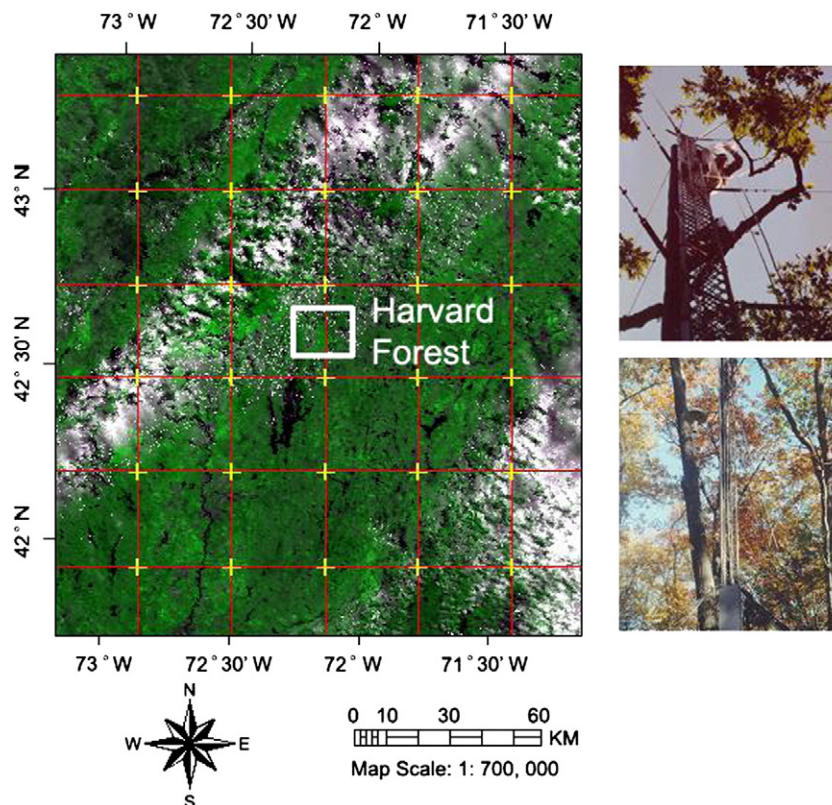 73° W 72° 30' W 72° W 71° 30' W
43° N
42° 30' N
42° N
Harvard
Forest
73° W 72° 30' W 72° W 71° 30' W
N
W E
S
0 10 30 60
KM
Map Scale: 1: 700, 000